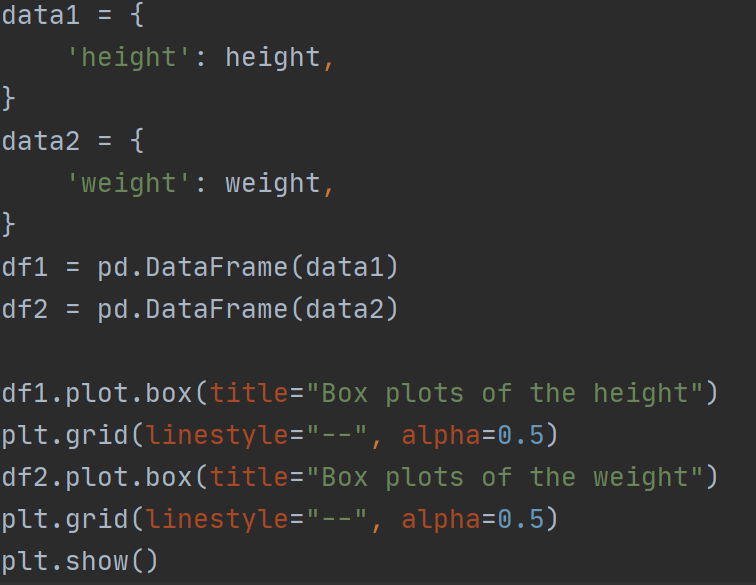 data1 = {
    'height': height,
}
data2 = {
    'weight': weight,
}
df1 = pd.DataFrame(data1)
df2 = pd.DataFrame(data2)

df1.plot.box(title="Box plots of the height")
plt.grid(linestyle="--", alpha=0.5)
df2.plot.box(title="Box plots of the weight")
plt.grid(linestyle="--", alpha=0.5)
plt.show()